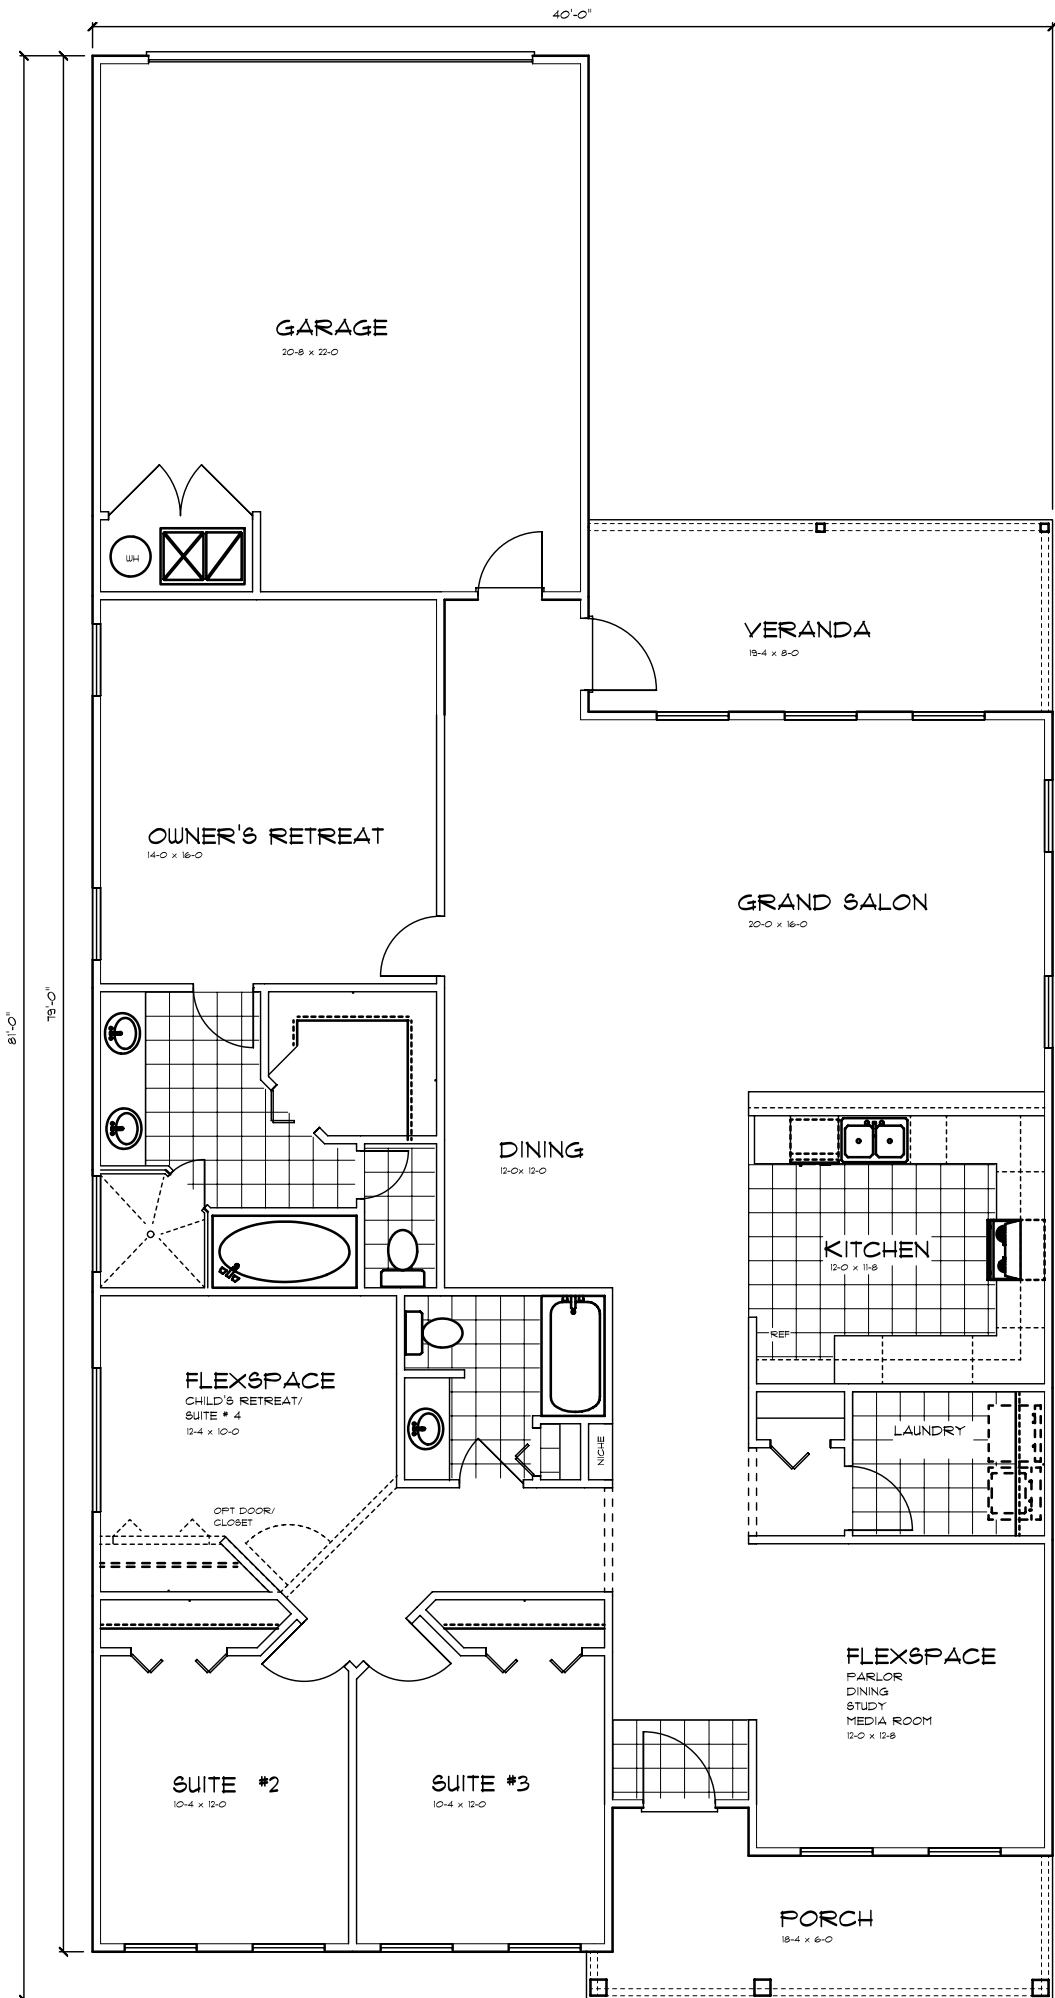 40'-0"
GARAGE
20-8 x 22-0
WH
VERANDA
19-4 x 8-0
OWNER'S RETREAT
14-0 x 16-0
GRAND SALON
20-0 x 16-0
81'-0"
79'-0"
DINING
12-0 x 12-0
KITCHEN
12-0 x 11-8
REF
FLEXSPACE
CHILD'S RETREAT/
SUITE # 4
12-4 x 10-0
LAUNDRY
NICHE
OPT DOOR/
CLOSET
FLEXSPACE
PARLOR
DINING
STUDY
MEDIA ROOM
12-0 x 12-8
SUITE #2
10-4 x 12-0
SUITE #3
10-4 x 12-0
PORCH
18-4 x 6-0